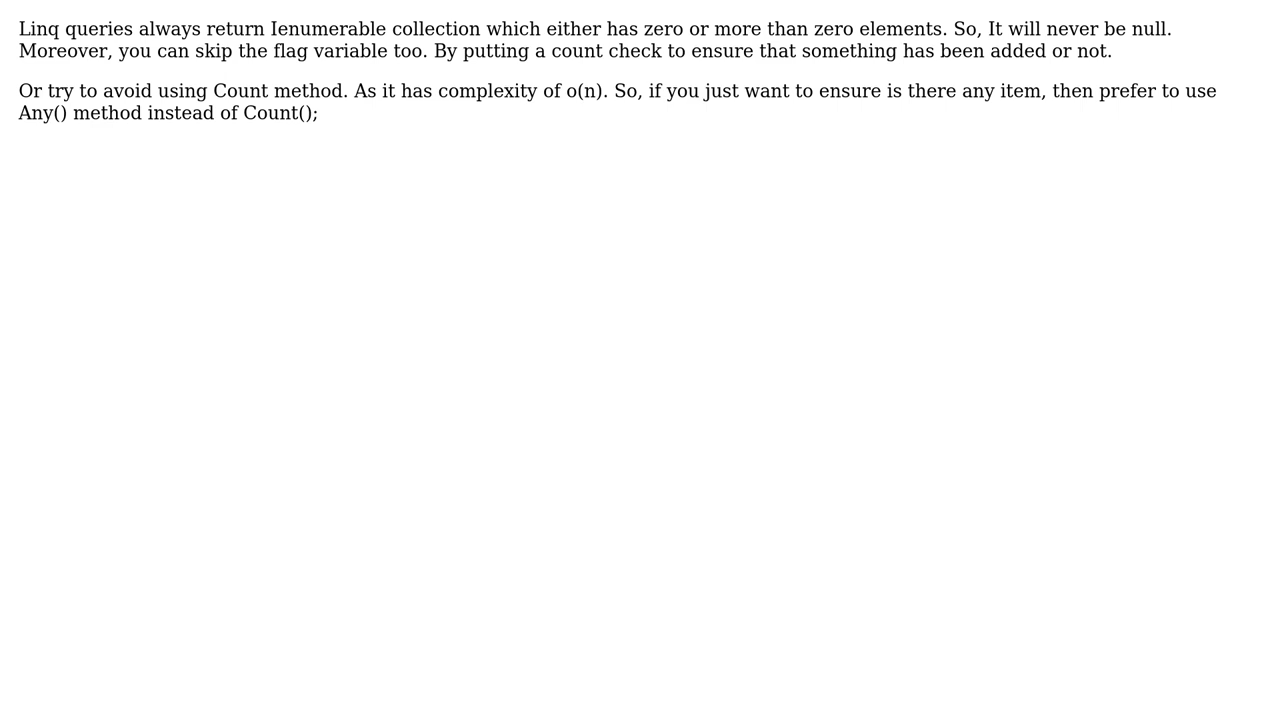 Linq queries always return Ienumerable collection which either has zero or more than zero elements. So, It will never be null.
Moreover, you can skip the flag variable too. By putting a count check to ensure that something has been added or not.
Or try to avoid using Count method. As it has complexity of o(n). So, if you just want to ensure is there any item, then prefer to use
Any() method instead of Count();